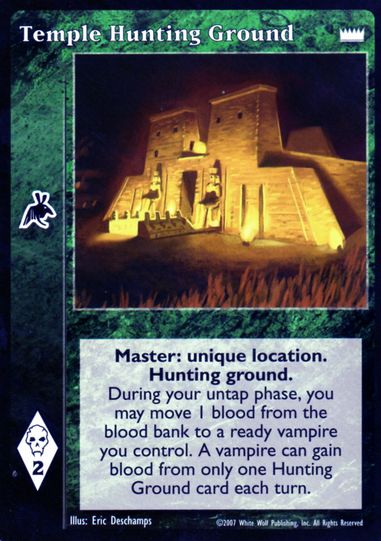 Temple Hunting Ground
Master: unique location.
Hunting ground.
During your untap phase, you
may move 1 blood from the
blood bank to a ready vampire
you control. A vampire can gain
blood from only one Hunting
Ground card each turn.
2
Illus: Eric Deschamps
©2007 White Wolf Publishing, Inc. All Rights Reserved